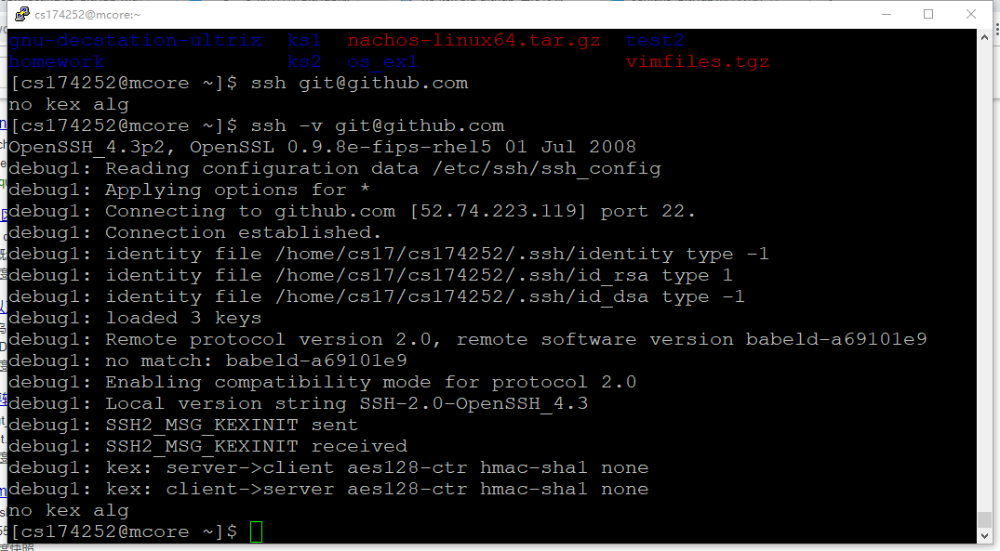 cs174252@mcore:~
gnu-decstation-ultrix ksl nachos-linux64.tar.gz test2
homework ks2 os_ex1 vimfiles.tgz
[cs174252@mcore ~]$ ssh git@github.com
no kex alg
[cs174252@mcore ~]$ ssh -v git@github.com
OpenSSH_4.3p2, OpenSSL 0.9.8e-fips-rhel5 01 Jul 2008
debug1: Reading configuration data /etc/ssh/ssh_config
debug1: Applying options for *
debug1: Connecting to github.com [52.74.223.119] port 22.
debug1: Connection established.
debug1: identity file /home/cs17/cs174252/.ssh/identity type -1
debug1: identity file /home/cs17/cs174252/.ssh/id_rsa type 1
debug1: identity file /home/cs17/cs174252/.ssh/id_dsa type -1
debug1: loaded 3 keys
debug1: Remote protocol version 2.0, remote software version babeld-a69101e9
debug1: no match: babeld-a69101e9
debug1: Enabling compatibility mode for protocol 2.0
debug1: Local version string SSH-2.0-OpenSSH_4.3
debug1: SSH2_MSG_KEXINIT sent
debug1: SSH2_MSG_KEXINIT received
debug1: kex: server->client aes128-ctr hmac-sha1 none
debug1: kex: client->server aes128-ctr hmac-sha1 none
no kex alg
[cs174252@mcore ~]$